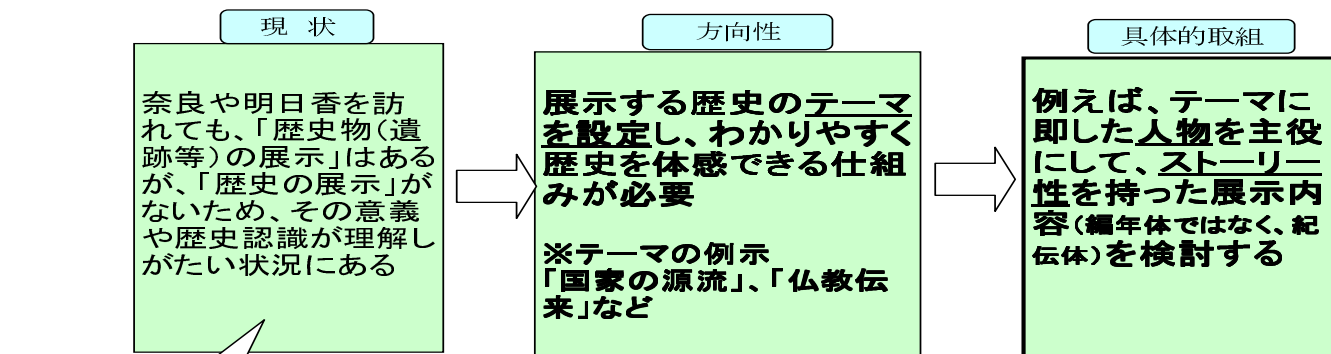 現 状
奈良や明日香を訪
れても、「歴史物(遺
跡等)の展示」はある
が、「歴史の展示」が
ないため、その意義
や歴史認識が理解し
がたい状況にある
方向性
展示する歴史のテーマ
を設定し、わかりやすく
歴史を体感できる仕組
みが必要
※テーマの例示
「国家の源流」、「仏教伝
来」など
具体的取組
例えば、テーマに
即した人物を主役
にして、ストーリー
性を持った展示内
容(編年体ではなく、紀
伝体)を検討する